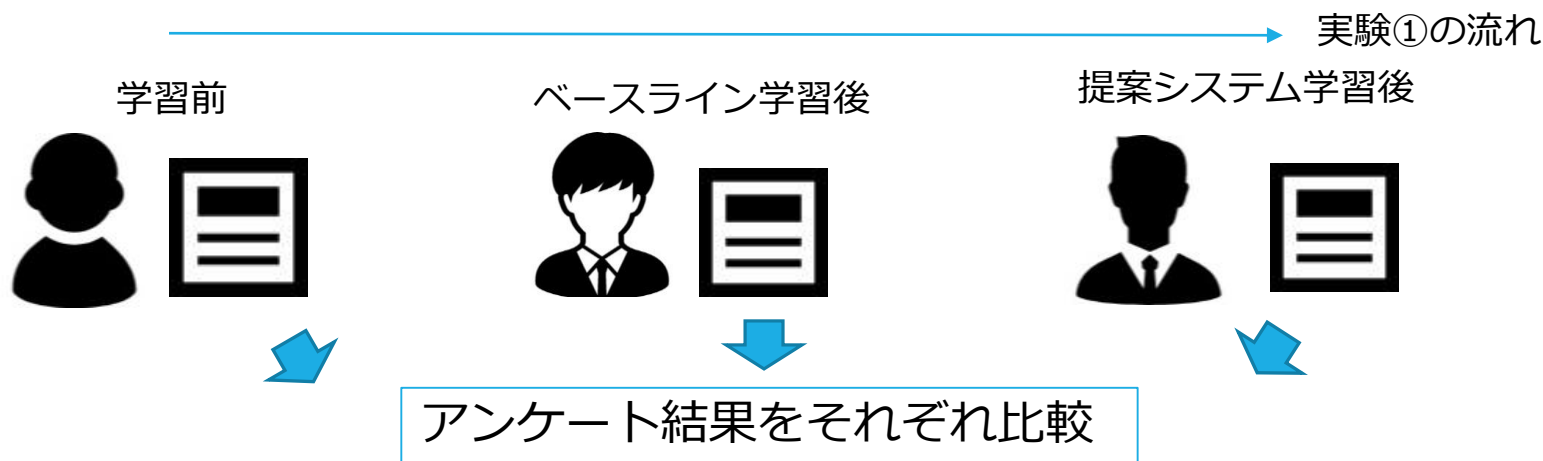 実験①の流れ
学習前
ベースライン学習後
提案システム学習後
アンケート結果をそれぞれ比較